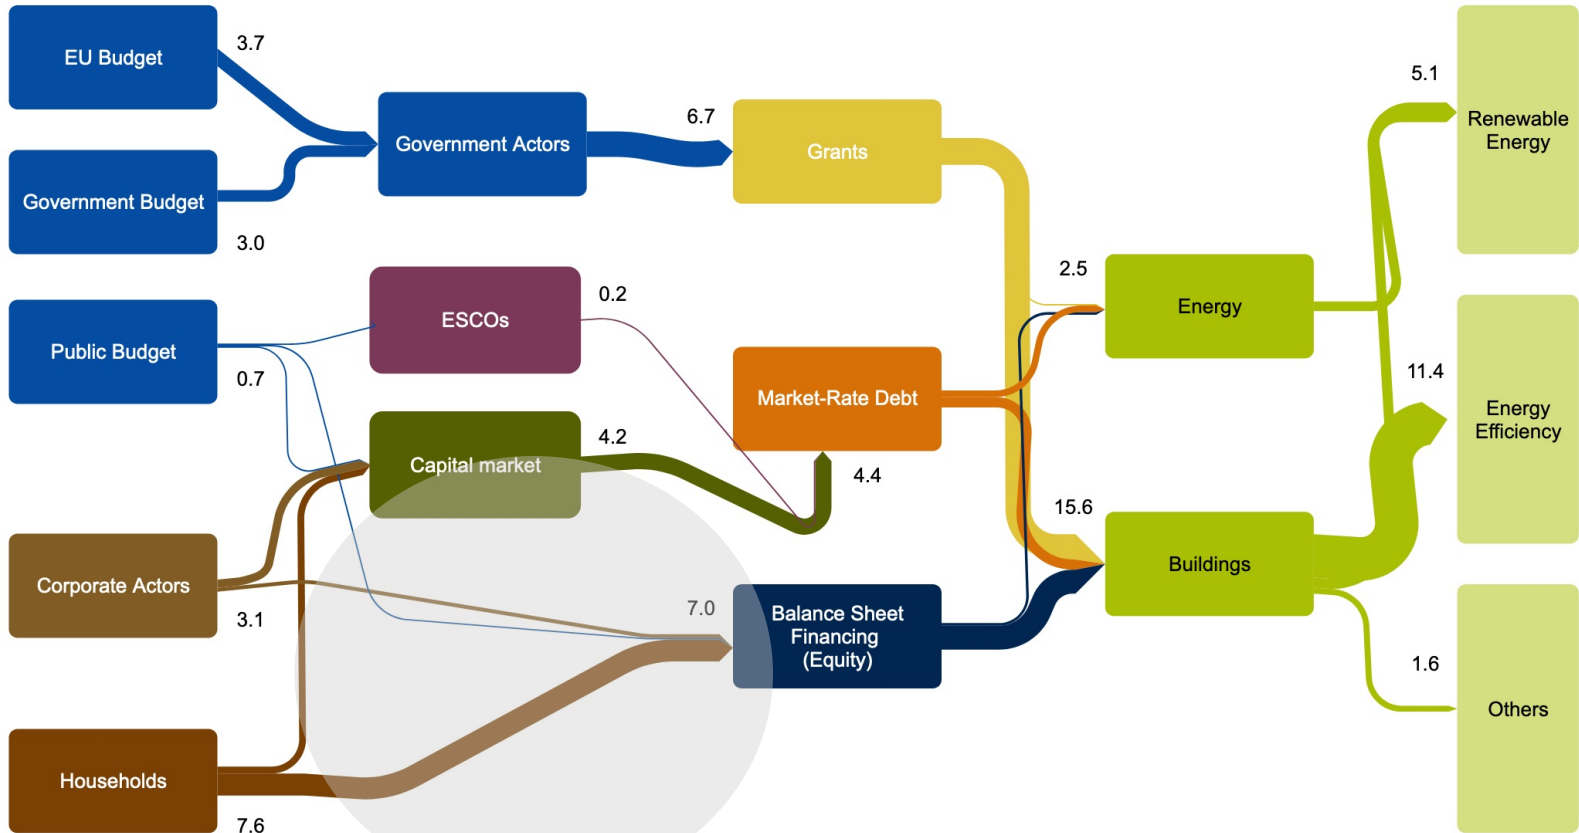 EU Budget
3.7
Government Budget
3.0
Public Budget
0.7
Corporate Actors
3.1
Households
7.6
Government Actors
6.7
ESCOs
0.2
Capital market
4.2
Grants
Market-Rate Debt
4.4
7.0
Balance Sheet
Financing
(Equity)
2.5
Energy
15.6
Buildings
5.1
Renewable
Energy
11.4
Energy
Efficiency
1.6
Others